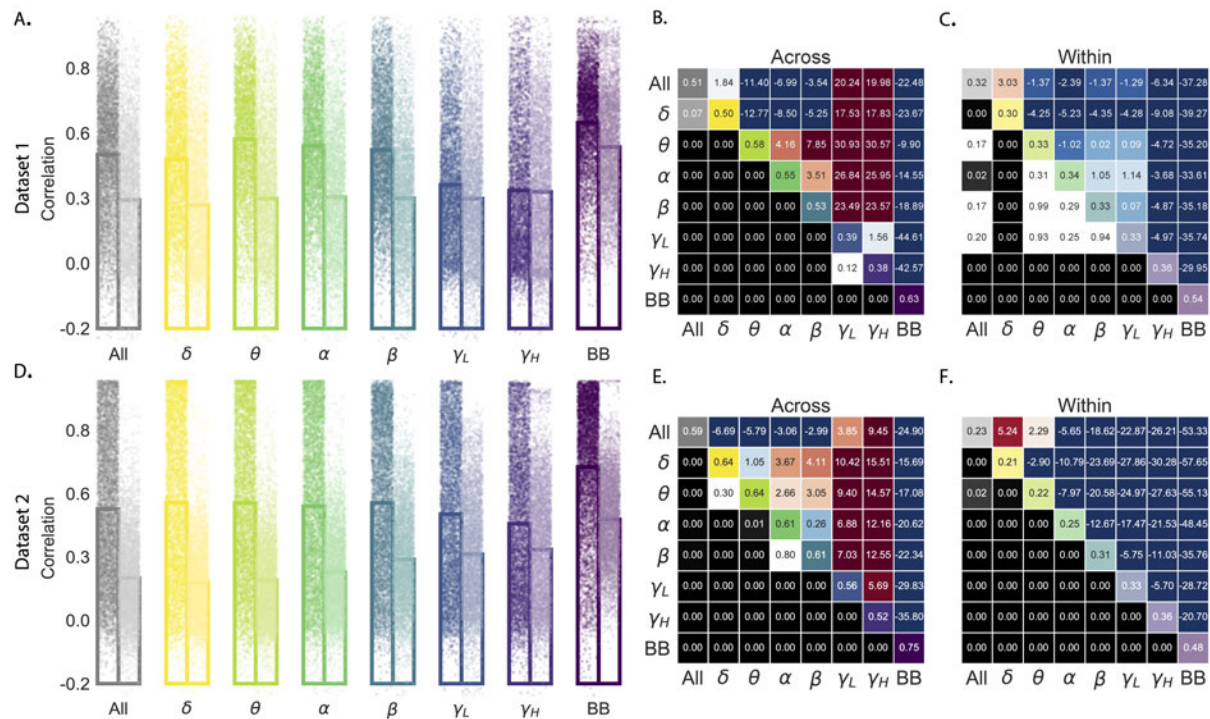 A.
Dataset 1
Correlation
0.8
0.6
0.3
0.0
-0.2
All δ θ α β γL γH BB
B.
Across
All 0.51 1.84 -11.40 -6.99 -3.54 20.24 19.98 -22.48
δ 0.07 0.50 -12.77 -8.50 -5.25 17.53 17.83 -23.67
θ 0.00 0.00 0.58 4.16 7.85 30.93 30.57 -9.90
α 0.00 0.00 0.00 0.55 3.51 26.84 25.95 -14.55
β 0.00 0.00 0.00 0.00 0.53 23.49 23.57 -18.89
γL 0.00 0.00 0.00 0.00 0.00 0.39 1.56 -44.61
γH 0.00 0.00 0.00 0.00 0.00 0.12 0.38 -42.57
BB 0.00 0.00 0.00 0.00 0.00 0.00 0.00 0.63
All δ θ α β γL γH BB
C.
Within
0.32 3.03 -1.37 -2.39 -1.37 -1.29 -6.34 -37.28
0.00 0.30 -4.25 -5.23 -4.35 -4.28 -9.08 -39.27
0.17 0.00 0.33 -1.02 0.02 0.09 -4.72 -35.20
0.02 0.00 0.31 0.34 1.05 1.14 -3.68 -33.61
0.17 0.00 0.99 0.29 0.33 0.07 -4.87 -35.18
0.20 0.00 0.93 0.25 0.94 0.33 -4.97 -35.74
0.00 0.00 0.00 0.00 0.00 0.00 0.36 -29.95
0.00 0.00 0.00 0.00 0.00 0.00 0.00 0.54
All δ θ α β γL γH BB
D.
Dataset 2
Correlation
0.8
0.6
0.3
0.0
-0.2
All δ θ α β γL γH BB
E.
Across
All 0.59 -6.69 -5.79 -3.06 -2.99 3.85 9.45 -24.90
δ 0.00 0.64 1.05 3.67 4.11 10.42 15.51 -15.69
θ 0.00 0.30 0.64 2.66 3.05 9.40 14.57 -17.08
α 0.00 0.00 0.01 0.61 0.26 6.88 12.16 -20.62
β 0.00 0.00 0.00 0.80 0.61 7.03 12.55 -22.34
γL 0.00 0.00 0.00 0.00 0.00 0.56 5.69 -29.83
γH 0.00 0.00 0.00 0.00 0.00 0.00 0.52 -35.80
BB 0.00 0.00 0.00 0.00 0.00 0.00 0.00 0.75
All δ θ α β γL γH BB
F.
Within
0.23 5.24 2.29 -5.65 -18.62 -22.87 -26.21 -53.33
0.00 0.21 -2.90 -10.79 -23.69 -27.86 -30.28 -57.65
0.02 0.00 0.22 -7.97 -20.58 -24.97 -27.63 -55.13
0.00 0.00 0.00 0.25 -12.67 -17.47 -21.53 -48.45
0.00 0.00 0.00 0.00 0.31 -5.75 -11.03 -35.76
0.00 0.00 0.00 0.00 0.00 0.33 -5.70 -28.72
0.00 0.00 0.00 0.00 0.00 0.00 0.36 -20.70
0.00 0.00 0.00 0.00 0.00 0.00 0.00 0.48
All δ θ α β γL γH BB